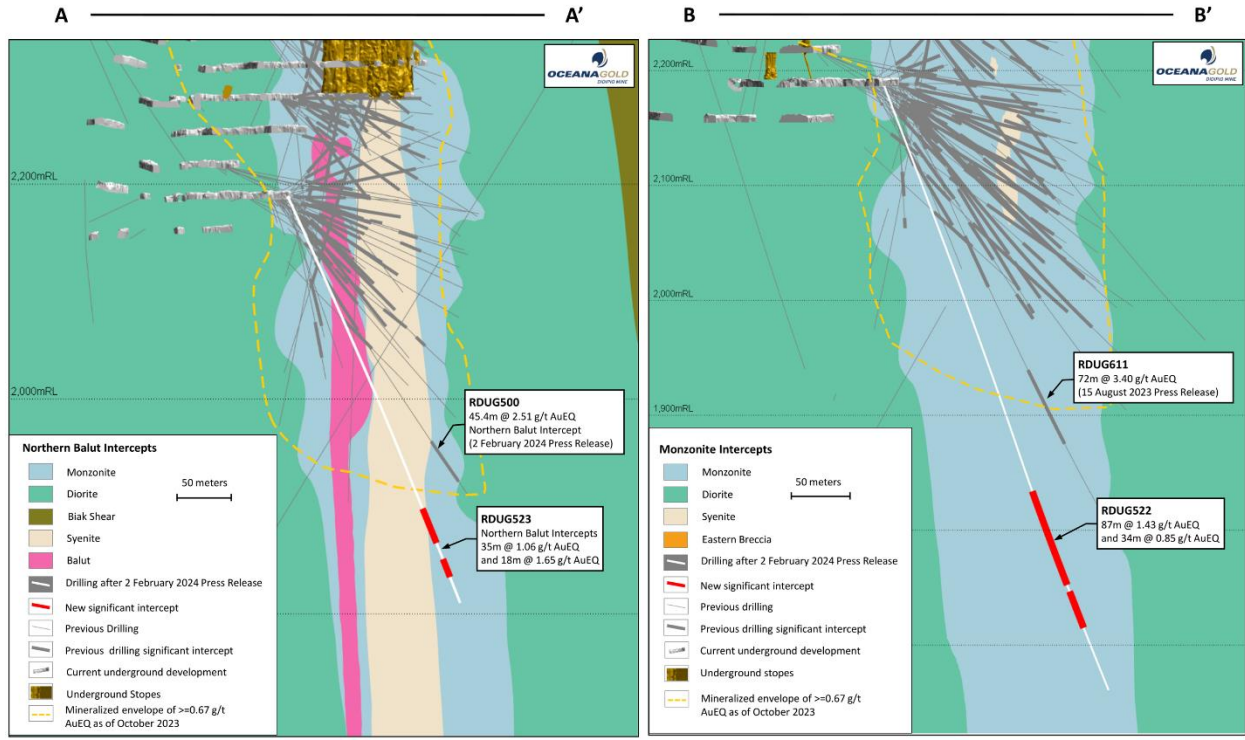 A
A'
B
B'
OCEANAGOLD
DIDIPIO MINE
2,200mRL
2,000mRL
RDUG500
45.4m @ 2.51 g/t AuEQ
Northern Balut Intercept
(2 February 2024 Press Release)
RDUG523
Northern Balut Intercepts
35m @ 1.06 g/t AuEQ
and 18m @ 1.65 g/t AuEQ
Northern Balut Intercepts
Monzonite
Diorite
Biak Shear
Syenite
Balut
Drilling after 2 February 2024 Press Release
New significant intercept
Previous Drilling
Previous drilling significant intercept
Current underground development
Underground Stopes
Mineralized envelope of >=0.67 g/t
AuEQ as of October 2023
50 meters
OCEANAGOLD
DIDIPIO MINE
2,200mRL
2,100mRL
2,000mRL
1,900mRL
RDUG611
72m @ 3.40 g/t AuEQ
(15 August 2023 Press Release)
RDUG522
87m @ 1.43 g/t AuEQ
and 34m @ 0.85 g/t AuEQ
Monzonite Intercepts
Monzonite
Diorite
Syenite
Eastern Breccia
Drilling after 2 February 2024 Press Release
New significant intercept
Previous drilling
Previous drilling significant intercept
Current underground development
Underground stopes
Mineralized envelope of >=0.67 g/t
AuEQ as of October 2023
50 meters